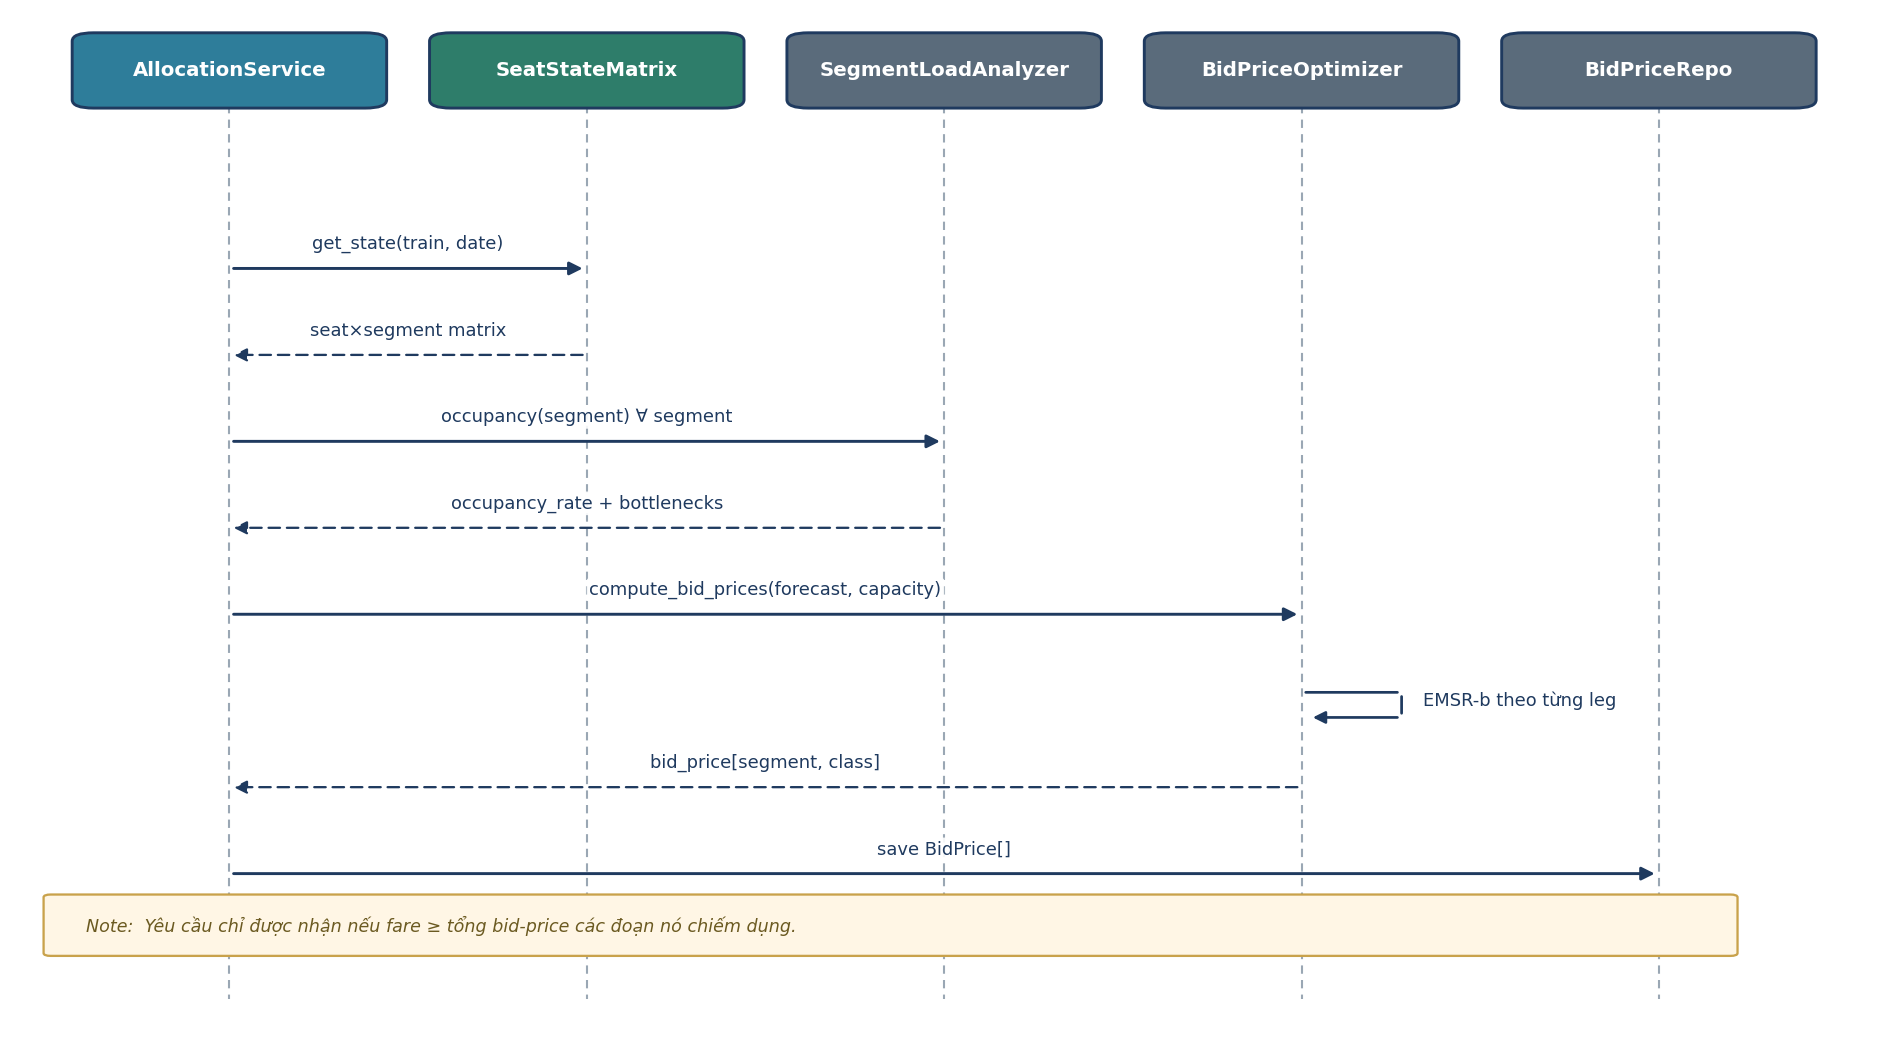 AllocationService
SeatStateMatrix
SegmentLoadAnalyzer
BidPriceOptimizer
BidPriceRepo
get_state(train, date)
seat×segment matrix
occupancy(segment) ∀ segment
occupancy_rate + bottlenecks
compute_bid_prices(forecast, capacity)
EMSR-b theo từng leg
bid_price[segment, class]
save BidPrice[]
Note:  Yêu cầu chỉ được nhận nếu fare ≥ tổng bid-price các đoạn nó chiếm dụng.